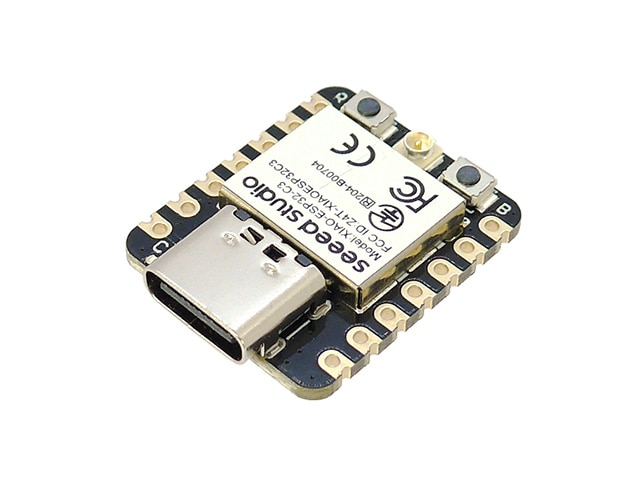 seeed studio
Model:XIAO-ESP32-C3
FCC ID:Z4T-XIAOESP32C3
204-B00704
CE
FC
R
B
C